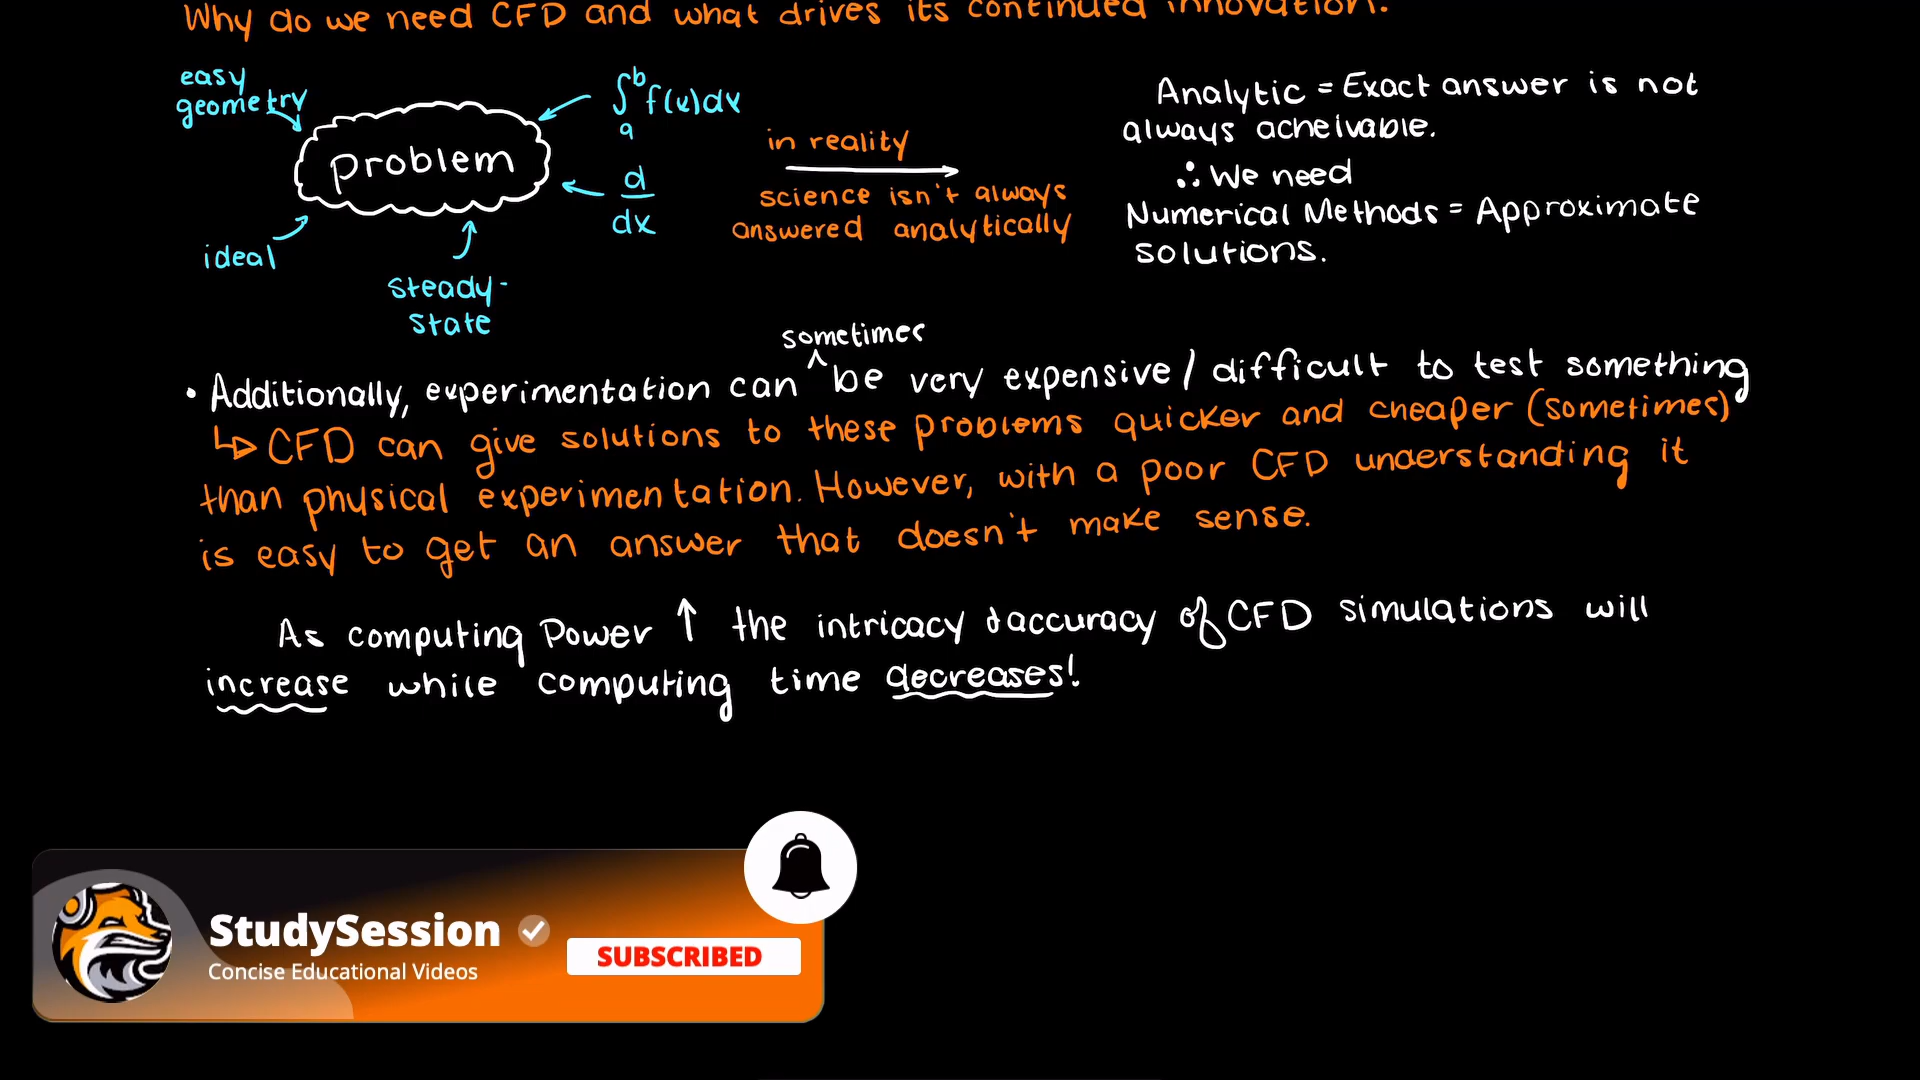 Why do we need CFD and what drives its continued innovation?
easy
geometry
problem
ideal
steady-
state
∫ₐᵇ f(x)dx
d
dx
in reality
science isn't always
answered analytically
Analytic = Exact answer is not
always acheivable.
∴ We need
Numerical Methods = Approximate
solutions.
sometimes
• Additionally, experimentation can ^ be very expensive / difficult to test something
↳ CFD can give solutions to these problems quicker and cheaper (sometimes)
than physical experimentation. However, with a poor CFD understanding it
is easy to get an answer that doesn't make sense.
As computing Power ↑ the intricacy & accuracy of CFD simulations will
increase while computing time decreases!
StudySession
Concise Educational Videos
SUBSCRIBED